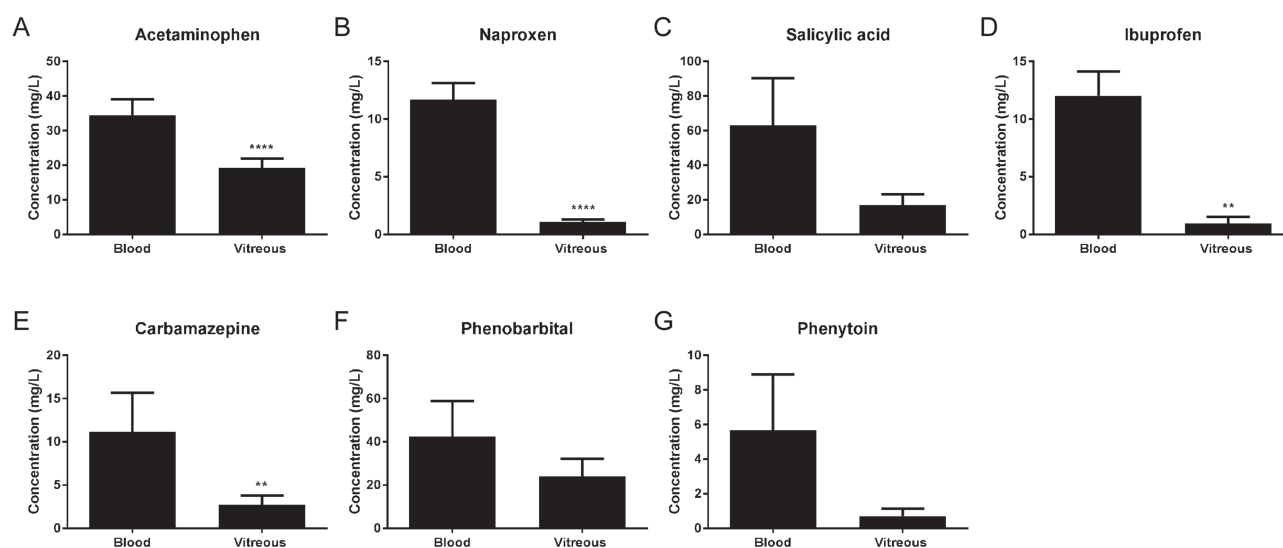 A
Acetaminophen
Concentration (mg/L)
50
40
30
20
10
0
****
Blood
Vitreous
B
Naproxen
Concentration (mg/L)
15
10
5
0
****
Blood
Vitreous
C
Salicylic acid
Concentration (mg/L)
100
80
60
40
20
0
Blood
Vitreous
D
Ibuprofen
Concentration (mg/L)
15
10
5
0
**
Blood
Vitreous
E
Carbamazepine
Concentration (mg/L)
20
15
10
5
0
**
Blood
Vitreous
F
Phenobarbital
Concentration (mg/L)
80
60
40
20
0
Blood
Vitreous
G
Phenytoin
Concentration (mg/L)
10
8
6
4
2
0
Blood
Vitreous